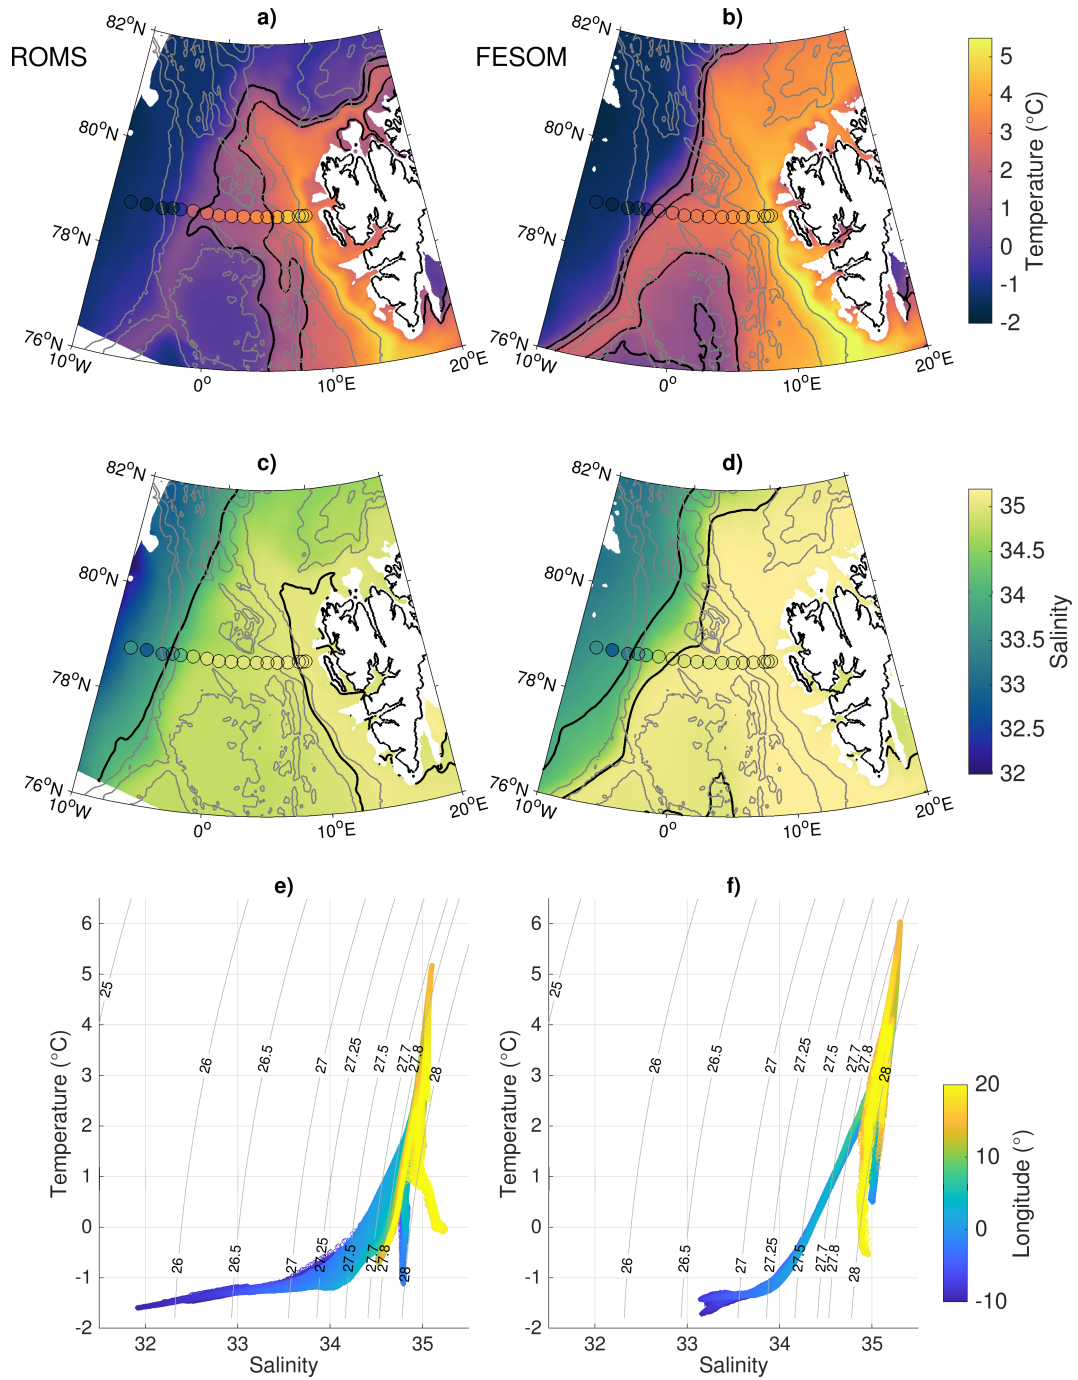 a)
b)
ROMS
FESOM
82°N
80°N
78°N
76°N
10°W
0°
10°E
20°E
82°N
80°N
78°N
76°N
10°W
0°
10°E
20°E
5
4
3
2
1
0
-1
-2
Temperature (°C)
c)
d)
82°N
80°N
78°N
76°N
10°W
0°
10°E
20°E
82°N
80°N
78°N
76°N
10°W
0°
10°E
20°E
35
34.5
34
33.5
33
32.5
32
Salinity
e)
f)
6
5
4
3
2
1
0
-1
-2
Temperature (°C)
25
26
26.5
27
27.25
27.5
27.7
27.8
28
26
26.5
27
27.25
27.5
27.7
27.8
28
32
33
34
35
Salinity
6
5
4
3
2
1
0
-1
-2
Temperature (°C)
25
26
26.5
27
27.25
27.5
27.7
27.8
28
26
26.5
27
27.25
27.5
27.7
27.8
28
32
33
34
35
Salinity
20
10
0
-10
Longitude (°)